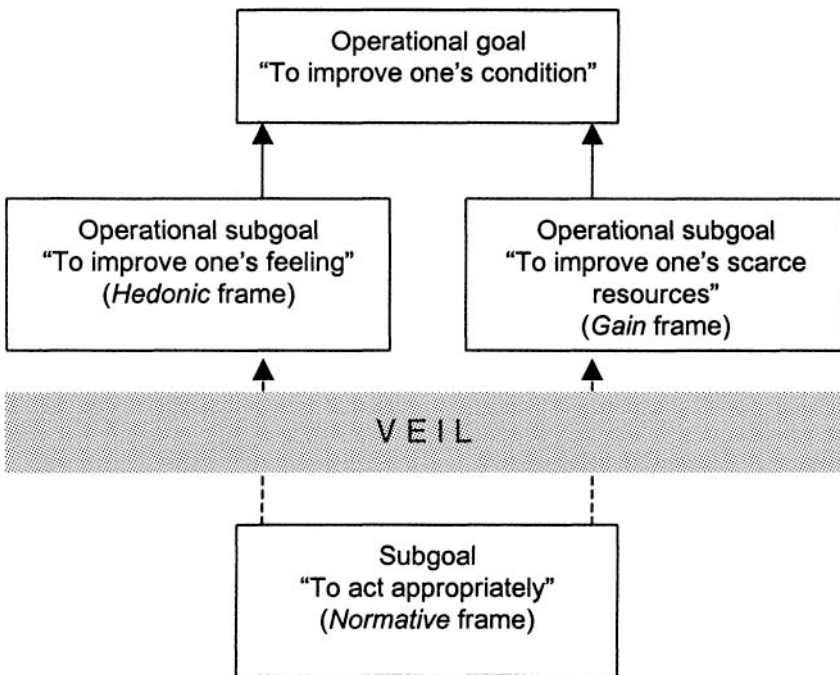 Operational goal
“To improve one’s condition”
Operational subgoal
“To improve one’s feeling”
(Hedonic frame)
Operational subgoal
“To improve one’s scarce
resources”
(Gain frame)
VEIL
Subgoal
“To act appropriately”
(Normative frame)